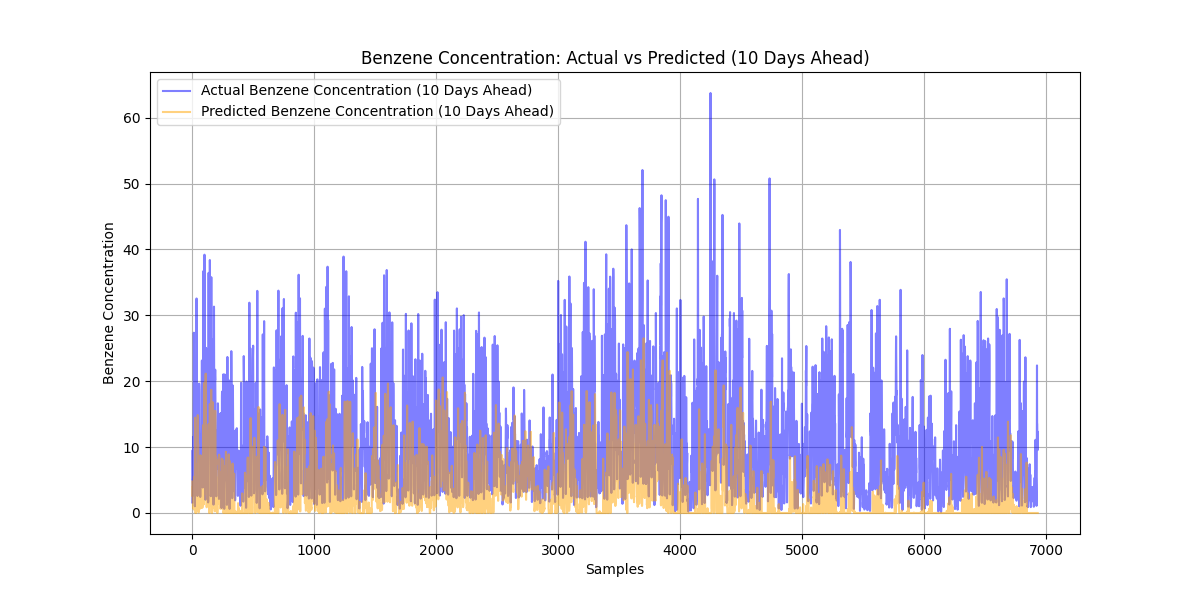 Benzene Concentration: Actual vs Predicted (10 Days Ahead)
Actual Benzene Concentration (10 Days Ahead)
Predicted Benzene Concentration (10 Days Ahead)
Benzene Concentration
60
50
40
30
20
10
0
0 1000 2000 3000 4000 5000 6000 7000
Samples